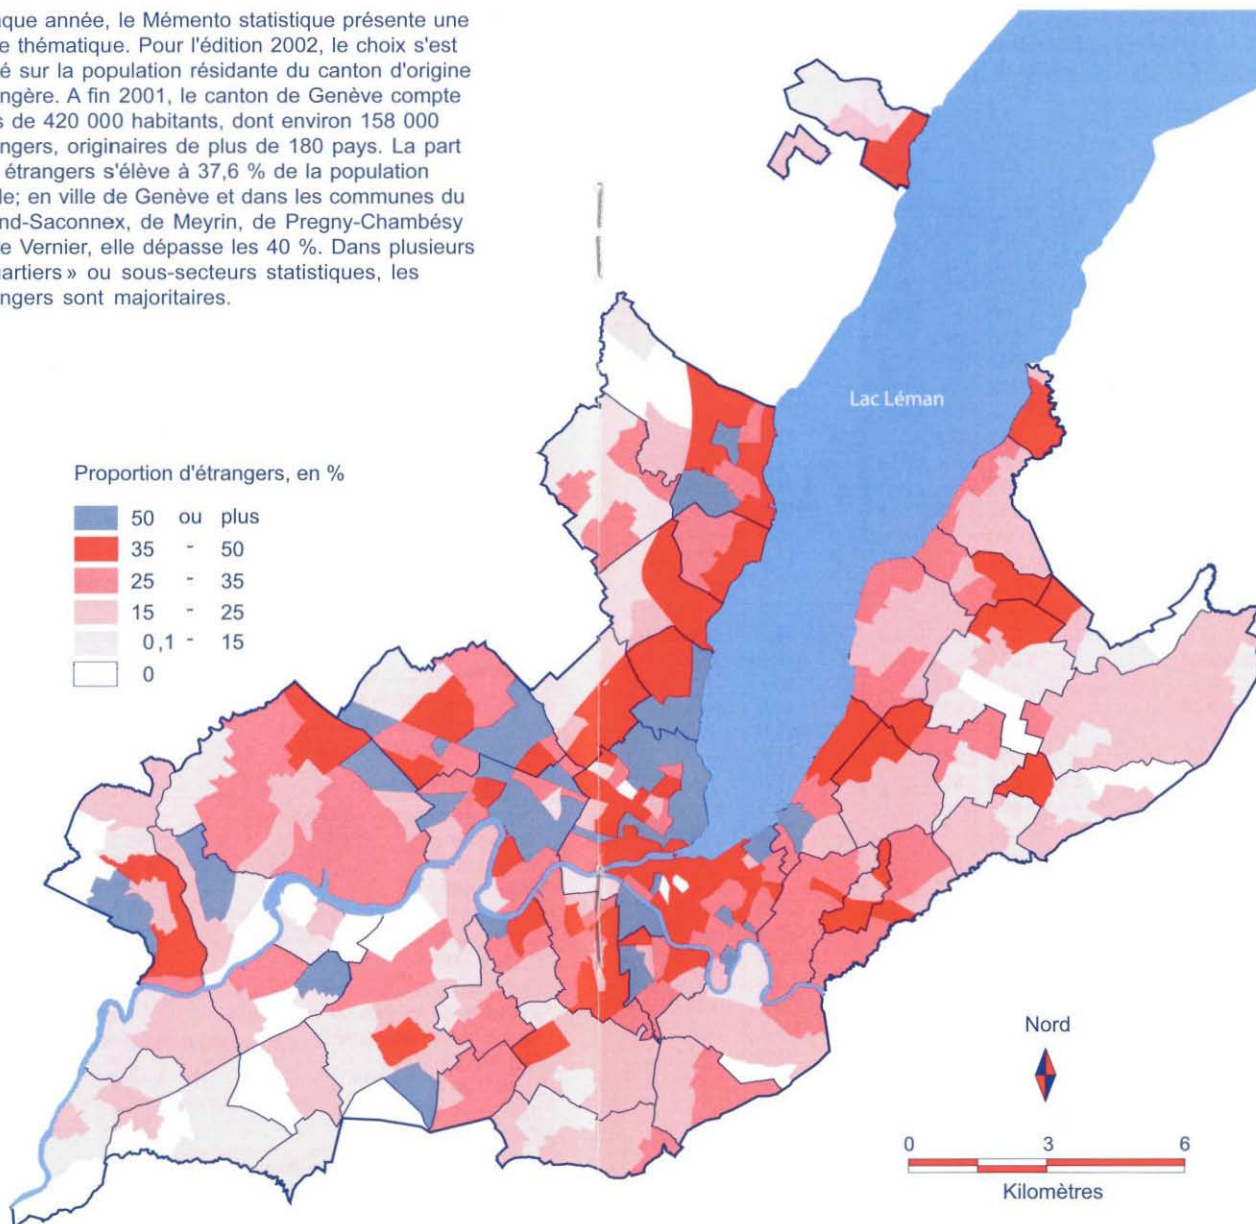 aque année, le Mémento statistique présente une
e thématique. Pour l'édition 2002, le choix s'est
é sur la population résidante du canton d'origine
ngère. A fin 2001, le canton de Genève compte
s de 420 000 habitants, dont environ 158 000
ngers, originaires de plus de 180 pays. La part
étrangers s'élève à 37,6 % de la population
le; en ville de Genève et dans les communes du
nd-Saconnex, de Meyrin, de Pregny-Chambésy
e Vernier, elle dépasse les 40 %. Dans plusieurs
artiers» ou sous-secteurs statistiques, les
ngers sont majoritaires.
Lac Léman
Proportion d'étrangers, en %
50 ou plus
35 - 50
25 - 35
15 - 25
0,1 - 15
0
Nord
0 3 6
Kilomètres